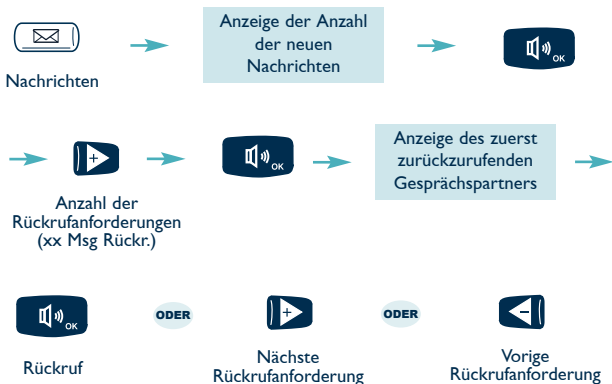 Nachrichten
Anzeige der Anzahl
der neuen
Nachrichten
OK
+
Anzahl der
Rückrufanforderungen
(xx Msg Rückr.)
OK
Anzeige des zuerst
zurückzurufenden
Gesprächspartners
OK
Rückruf
ODER
+
Nächste
Rückrufanforderung
ODER
-
Vorige
Rückrufanforderung